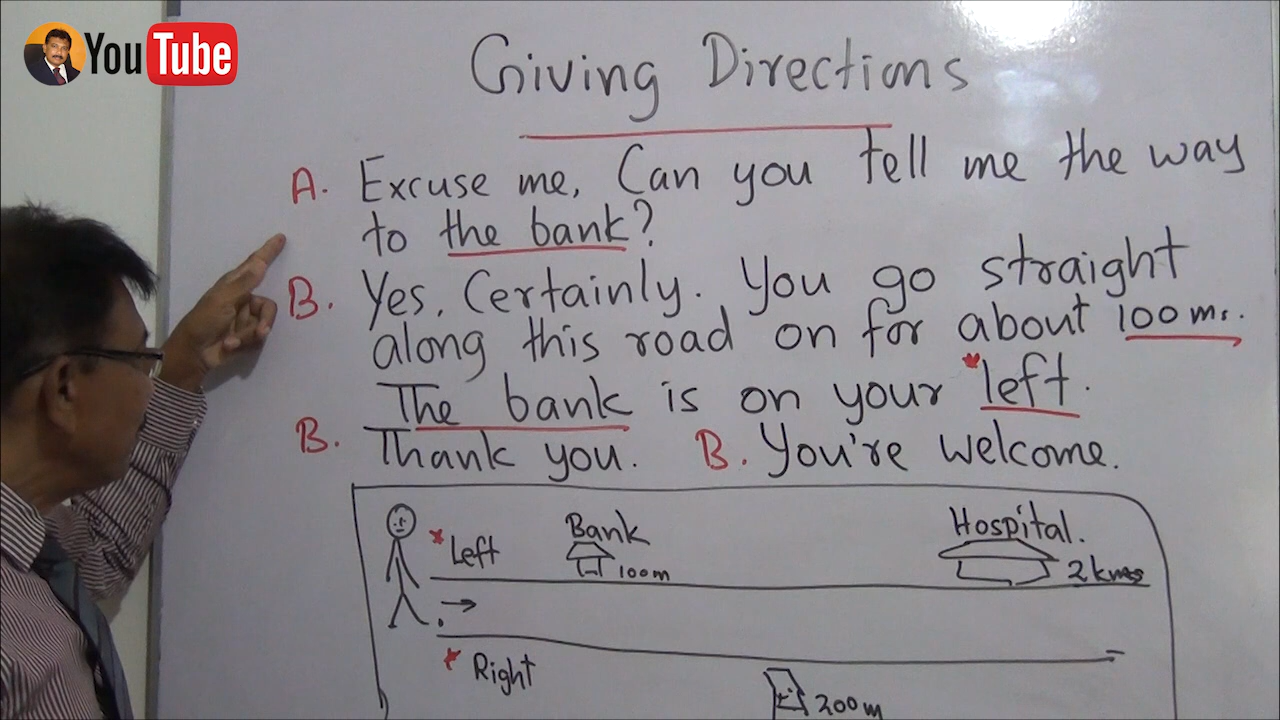 YouTube
Giving Directions
A. Excuse me, Can you tell me the way
to the bank?
B. Yes, Certainly. You go straight
along this road on for about 100 ms.
The bank is on your *left.
B. Thank you. B. You're welcome.
Bank
Hospital.
* Left
100m
2 kms
→
* Right
200m